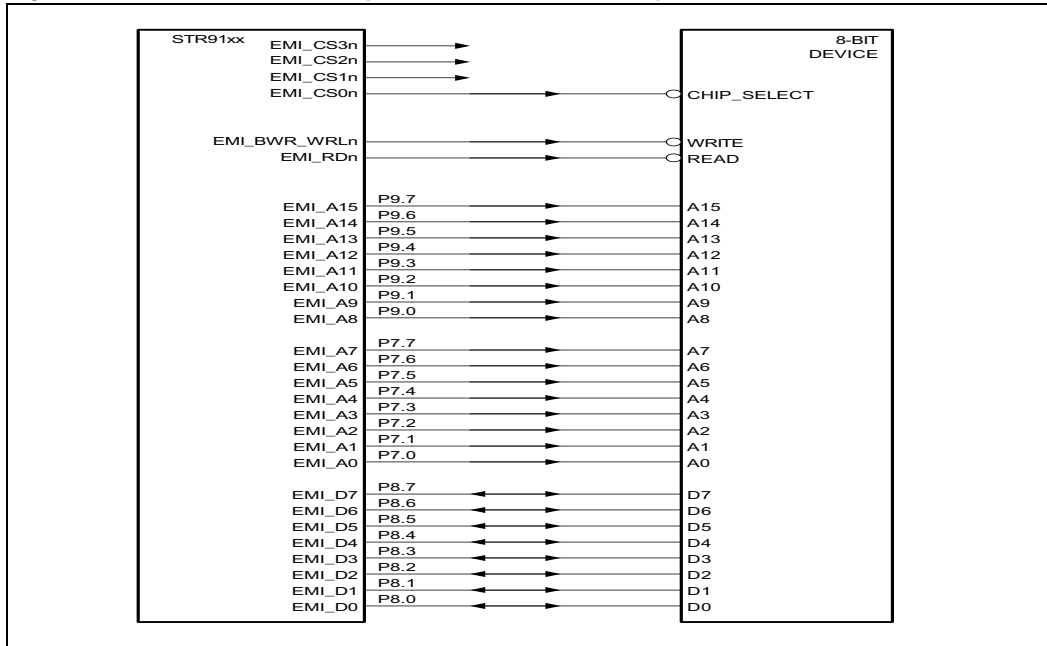 STR91xx
8-BIT
DEVICE
EMI_CS3n
EMI_CS2n
EMI_CS1n
EMI_CS0n CHIP_SELECT
EMI_BWR_WRLn WRITE
EMI_RDn READ
EMI_A15 P9.7 A15
EMI_A14 P9.6 A14
EMI_A13 P9.5 A13
EMI_A12 P9.4 A12
EMI_A11 P9.3 A11
EMI_A10 P9.2 A10
EMI_A9 P9.1 A9
EMI_A8 P9.0 A8
EMI_A7 P7.7 A7
EMI_A6 P7.6 A6
EMI_A5 P7.5 A5
EMI_A4 P7.4 A4
EMI_A3 P7.3 A3
EMI_A2 P7.2 A2
EMI_A1 P7.1 A1
EMI_A0 P7.0 A0
EMI_D7 P8.7 D7
EMI_D6 P8.6 D6
EMI_D5 P8.5 D5
EMI_D4 P8.4 D4
EMI_D3 P8.3 D3
EMI_D2 P8.2 D2
EMI_D1 P8.1 D1
EMI_D0 P8.0 D0